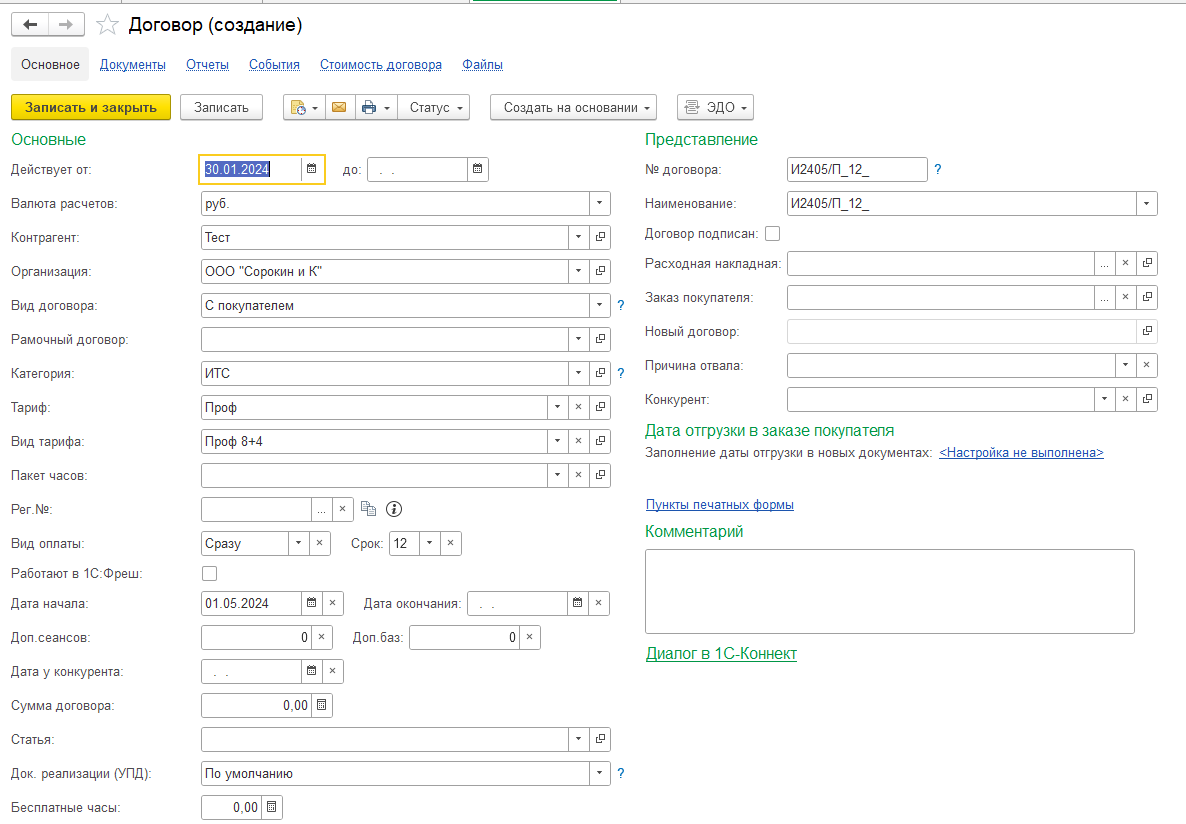 Договор (создание)
Основное Документы Отчеты События Стоимость договора Файлы
Записать и закрыть Записать Статус Создать на основании ЭДО
Основные
Действует от: 30.01.2024 до: . .
Валюта расчетов: руб.
Контрагент: Тест
Организация: ООО "Сорокин и К"
Вид договора: С покупателем ?
Рамочный договор:
Категория: ИТС ?
Тариф: Проф
Вид тарифа: Проф 8+4
Пакет часов:
Рег.№: ...
Вид оплаты: Сразу Срок: 12
Работают в 1С:Фреш:
Дата начала: 01.05.2024 Дата окончания: . .
Доп.сеансов: 0 Доп.баз: 0
Дата у конкурента: . .
Сумма договора: 0,00
Статья:
Док. реализации (УПД): По умолчанию ?
Бесплатные часы: 0,00
Представление
№ договора: И2405/П_12_ ?
Наименование: И2405/П_12_
Договор подписан:
Расходная накладная: ...
Заказ покупателя: ...
Новый договор:
Причина отвала:
Конкурент:
Дата отгрузки в заказе покупателя
Заполнение даты отгрузки в новых документах: <Настройка не выполнена>
Пункты печатных формы
Комментарий
Диалог в 1С-Коннект